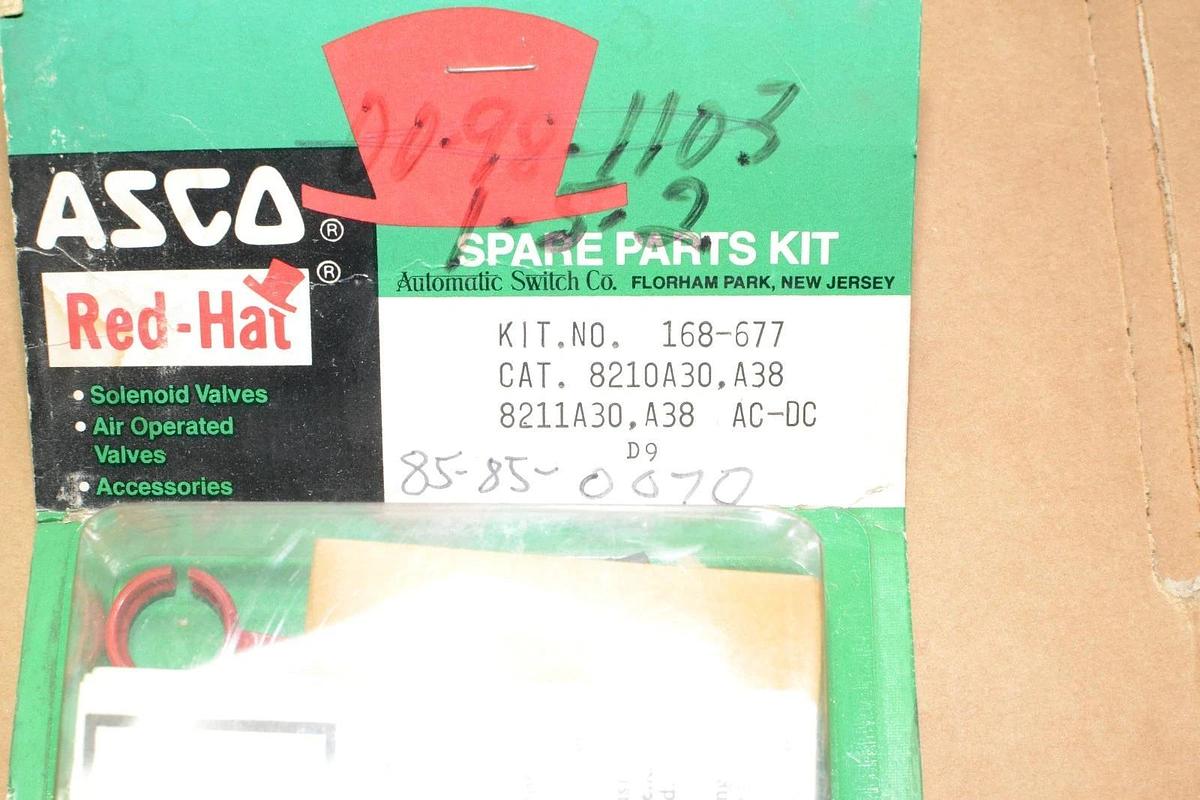 00-90-1103
1-5-2
ASCO ®
Red-Hat ®
SPARE PARTS KIT
Automatic Switch Co. FLORHAM PARK, NEW JERSEY
KIT.NO. 168-677
CAT. 8210A30,A38
8211A30,A38 AC-DC
D9
85-85-0070
• Solenoid Valves
• Air Operated
Valves
• Accessories